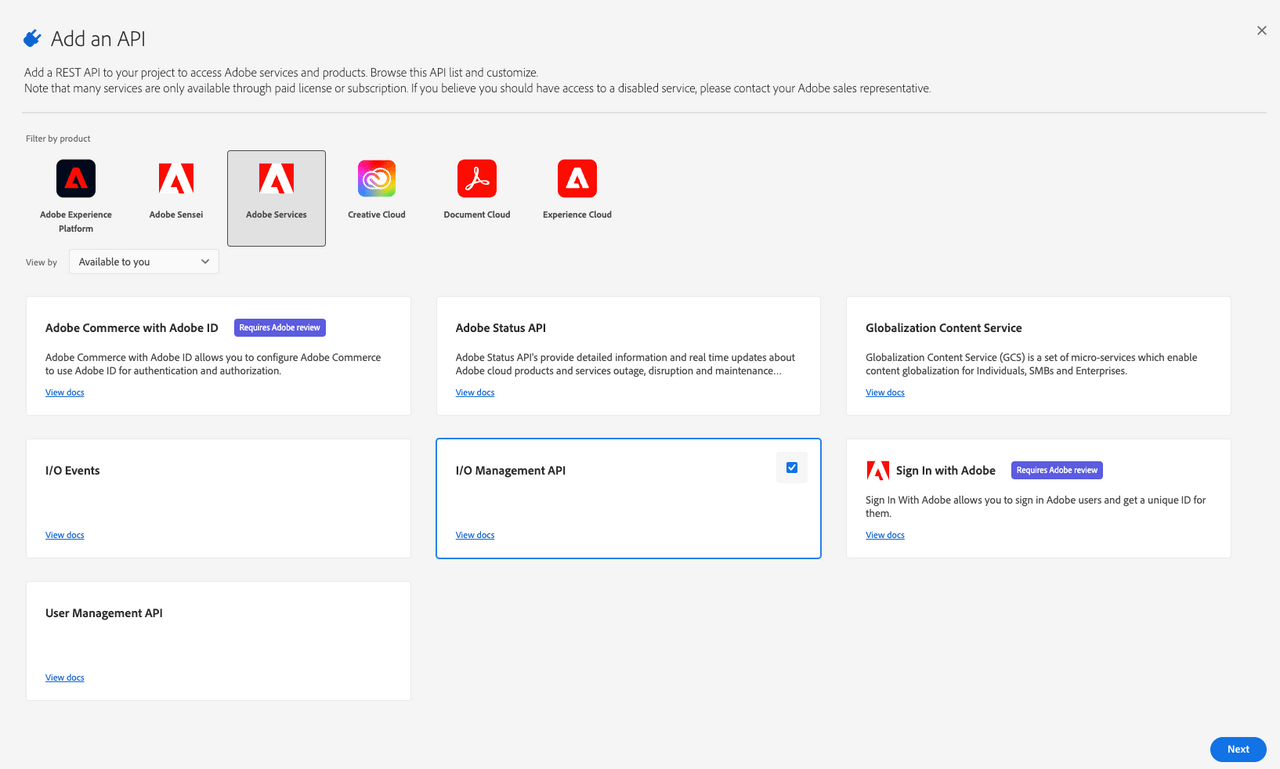 Add an API
Add a REST API to your project to access Adobe services and products. Browse this API list and customize.
Note that many services are only available through paid license or subscription. If you believe you should have access to a disabled service, please contact your Adobe sales representative.
Filter by product
Adobe Experience
Platform
Adobe Sensei
Adobe Services
Creative Cloud
Document Cloud
Experience Cloud
View by
Available to you
Adobe Commerce with Adobe ID
Requires Adobe review
Adobe Commerce with Adobe ID allows you to configure Adobe Commerce
to use Adobe ID for authentication and authorization.
View docs
Adobe Status API
Adobe Status API's provide detailed information and real time updates about
Adobe cloud products and services outage, disruption and maintenance...
View docs
Globalization Content Service
Globalization Content Service (GCS) is a set of micro-services which enable
content globalization for Individuals, SMBs and Enterprises.
View docs
I/O Events
View docs
I/O Management API
View docs
Sign In with Adobe
Requires Adobe review
Sign In With Adobe allows you to sign in Adobe users and get a unique ID for
them.
View docs
User Management API
View docs
Next